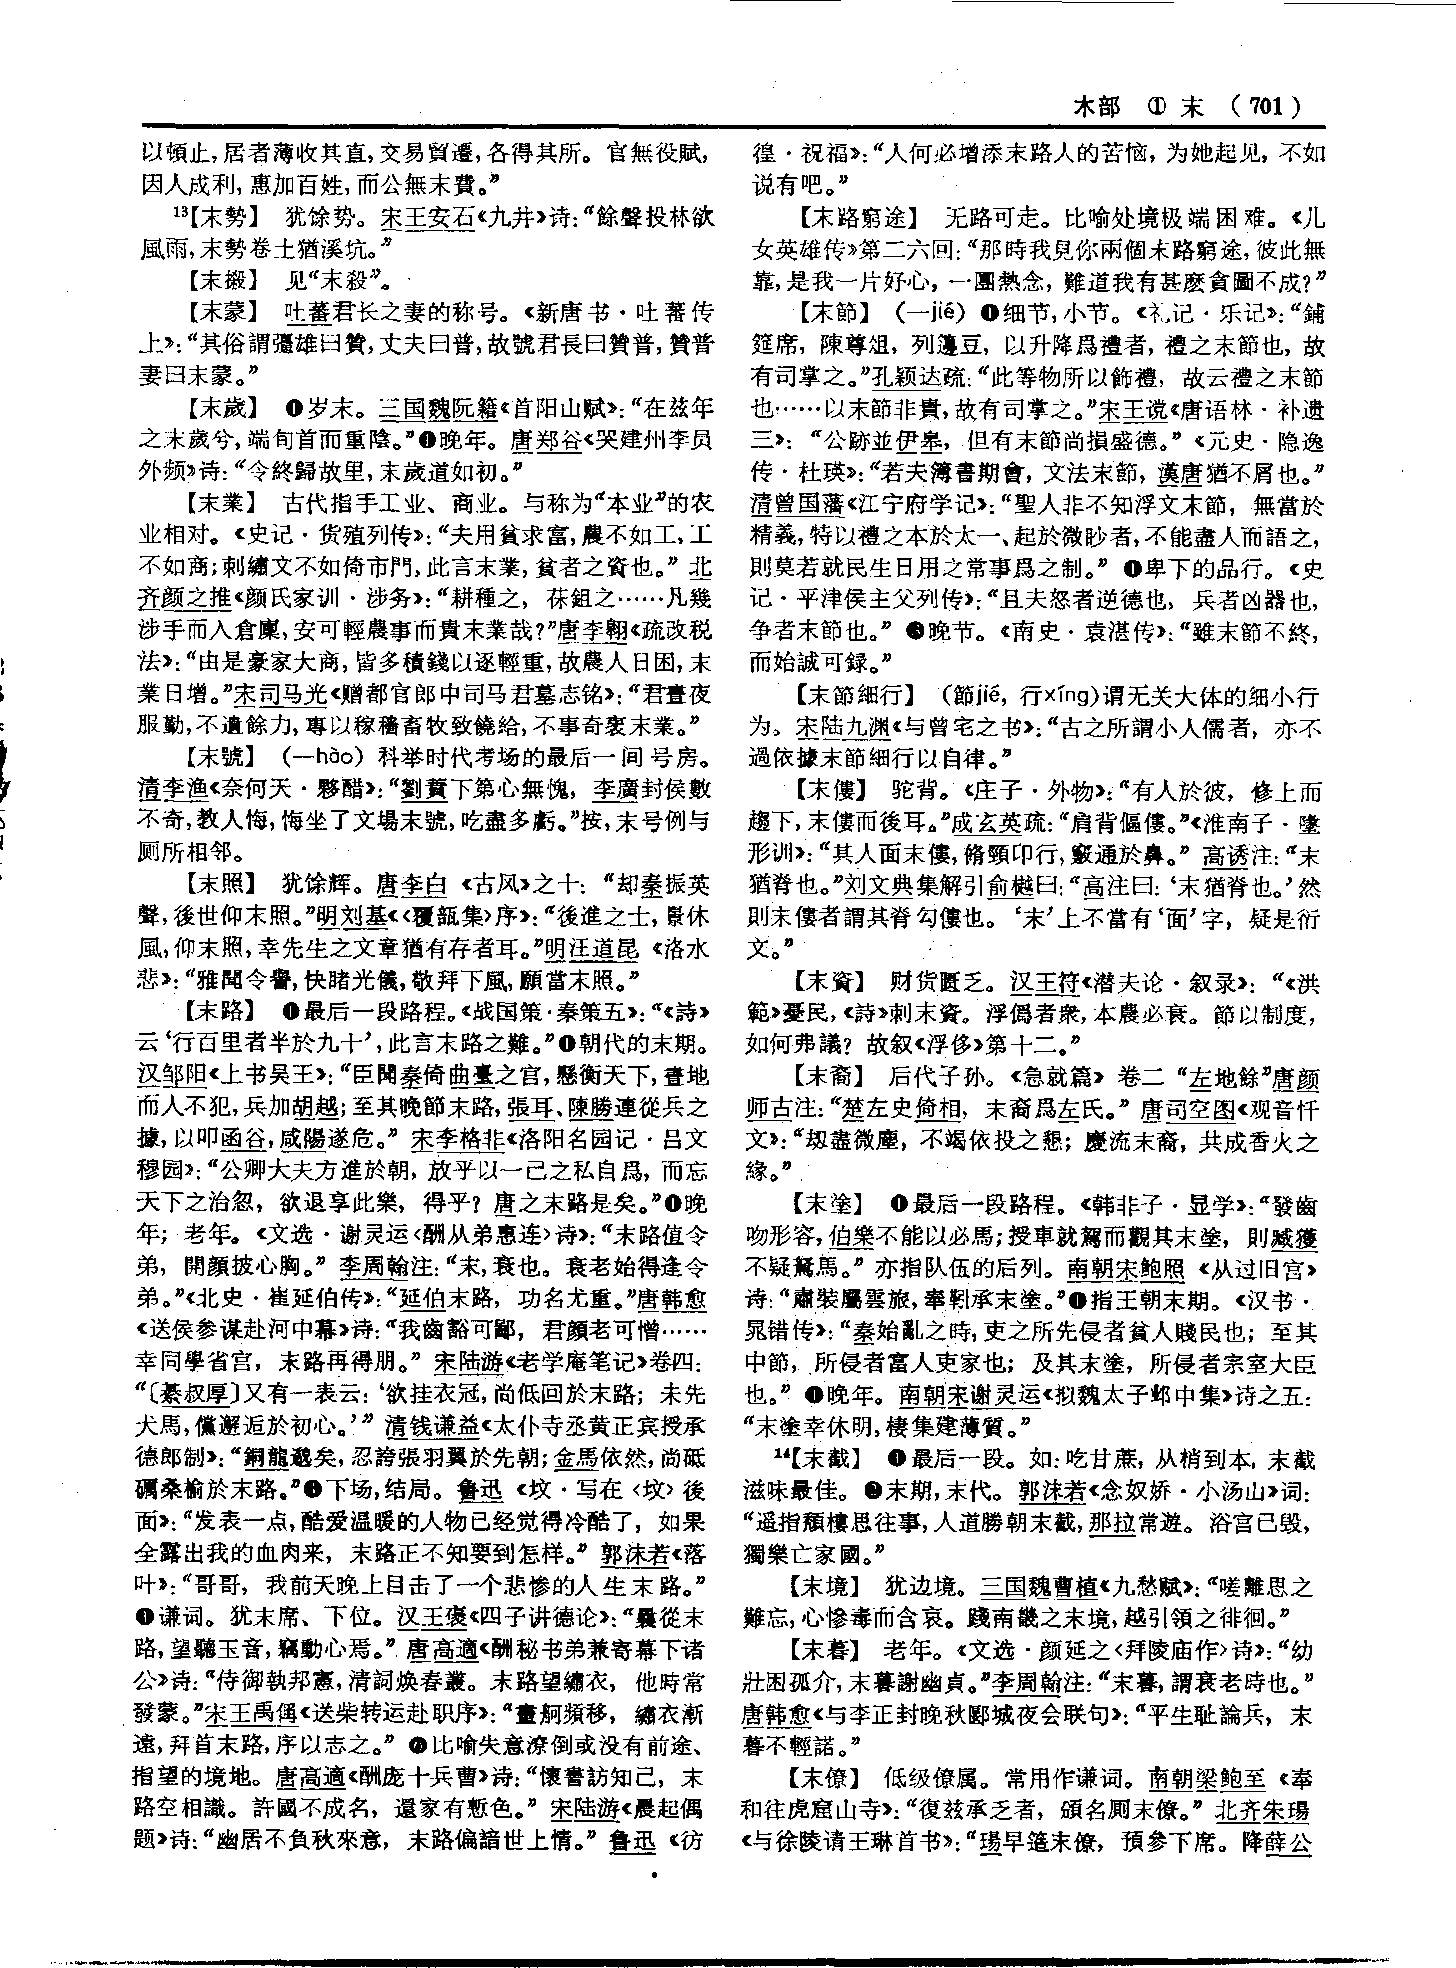 木部 ① 末 （701）
以頓止，居者薄收其直，交易貿遷，各得其所。官無役賦，
因人成利，惠加百姓，而公無末費。”
13【末勢】 犹馀势。宋王安石《九井》诗：“餘聲投林欲
風雨，末勢卷土猶溪坑。”
【末搬】 见“末殺”。
【末蒙】 吐蕃君长之妻的称号。《新唐书·吐蕃传
上》：“其俗謂彊雄曰贊，丈夫曰普，故號君長曰贊普，贊普
妻曰末蒙。”
【末歲】 ❶岁末。三国魏阮籍《首阳山赋》：“在兹年
之末歲兮，端旬首而重陰。”❶晚年。唐郑谷《哭建州李员
外频》诗：“令終歸故里，末歲道如初。”
【末業】 古代指手工业、商业。与称为“本业”的农
业相对。《史记·货殖列传》：“夫用貧求富，農不如工，工
不如商；刺繡文不如倚市門，此言末業，貧者之資也。”北
齐颜之推《颜氏家训·涉务》：“耕種之，茠鉏之……凡幾
涉手而入倉廩，安可輕農事而貴末業哉？”唐李翱《疏改税
法》：“由是豪家大商，皆多積錢以逐輕重，故農人日困，末
業日增。”宋司马光《赠都官郎中司马君墓志铭》：“君晝夜
服勤，不遺餘力，專以稼穡畜牧致饒給，不事奇衺末業。”
【末號】 （—hào）科举时代考场的最后一间号房。
清李渔《奈何天·夥醋》：“劉蕡下第心無愧，李廣封侯數
不奇，教人悔，悔坐了文場末號，吃盡多虧。”按，末号例与
厕所相邻。
【末照】 犹馀辉。唐李白《古风》之十：“却秦振英
聲，後世仰末照。”明刘基《〈覆瓿集〉序》：“後進之士，景休
風，仰末照，幸先生之文章猶有存者耳。”明汪道昆《洛水
悲》：“雅聞令譽，快睹光儀，敬拜下風，願當末照。”
【末路】 ❶最后一段路程。《战国策·秦策五》：“《詩》
云‘行百里者半於九十’，此言末路之難。”❶朝代的末期。
汉邹阳《上书吴王》：“臣聞秦倚曲臺之宫，懸衡天下，畫地
而人不犯，兵加胡越；至其晚節末路，張耳、陳勝連從兵之
據，以叩函谷，咸陽遂危。”宋李格非《洛阳名园记·吕文
穆园》：“公卿大夫方進於朝，放乎以一己之私自爲，而忘
天下之治忽，欲退享此樂，得乎？唐之末路是矣。”❶晚
年；老年。《文选·谢灵运〈酬从弟惠连〉诗》：“末路值令
弟，開顔披心胸。”李周翰注：“末，衰也。衰老始得逢令
弟。”《北史·崔延伯传》：“延伯末路，功名尤重。”唐韩愈
《送侯参谋赴河中幕》诗：“我齒豁可鄙，君顔老可憎……
幸同學省官，末路再得朋。”宋陆游《老学庵笔记》卷四：
“〔綦叔厚〕又有一表云：‘欲挂衣冠，尚低回於末路；未先
犬馬，儻邂逅於初心。’”清钱谦益《太仆寺丞黄正宾授承
德郎制》：“銅龍邈矣，忍誇張羽翼於先朝；金馬依然，尚砥
礪桑榆於末路。”❶下场，结局。鲁迅《坟·写在〈坟〉後
面》：“发表一点，酷爱温暖的人物已经觉得冷酷了，如果
全露出我的血肉来，末路正不知要到怎样。”郭沫若《落
叶》：“哥哥，我前天晚上目击了一个悲惨的人生末路。”
❶谦词。犹末席、下位。汉王褒《四子讲德论》：“曩從末
路，望聽玉音，竊動心焉。”唐高適《酬秘书弟兼寄幕下诸
公》诗：“侍御執邦憲，清詞焕春叢。末路望繡衣，他時常
發蒙。”宋王禹偁《送柴转运赴职序》：“畫舸頻移，繡衣漸
遠，拜首末路，序以志之。”❷比喻失意潦倒或没有前途、
指望的境地。唐高適《酬庞十兵曹》诗：“懷書訪知己，末
路空相識。許國不成名，還家有慙色。”宋陆游《晨起偶
题》诗：“幽居不負秋來意，末路偏諳世上情。”鲁迅《彷
徨·祝福》：“人何必增添末路人的苦恼，为她起见，不如
说有吧。”
【末路窮途】 无路可走。比喻处境极端困难。《儿
女英雄传》第二六回：“那時我見你兩個末路窮途，彼此無
靠，是我一片好心，一團熱念，難道我有甚麽貪圖不成？”
【末節】 （—jié）❶细节，小节。《礼记·乐记》：“鋪
筵席，陳尊俎，列籩豆，以升降爲禮者，禮之末節也，故
有司掌之。”孔颖达疏：“此等物所以飾禮，故云禮之末節
也……以末節非貴，故有司掌之。”宋王谠《唐语林·补遗
三》：“公跡並伊皋，但有末節尚損盛德。”《元史·隐逸
传·杜瑛》：“若夫簿書期會，文法末節，漢唐猶不屑也。”
清曾国藩《江宁府学记》：“聖人非不知浮文末節，無當於
精義，特以禮之本於太一、起於微眇者，不能盡人而語之，
則莫若就民生日用之常事爲之制。”❶卑下的品行。《史
记·平津侯主父列传》：“且夫怒者逆德也，兵者凶器也，
争者末節也。”❸晚节。《南史·袁湛传》：“雖末節不終，
而始誠可録。”
【末節細行】 （節jié，行xíng）谓无关大体的细小行
为。宋陆九渊《与曾宅之书》：“古之所謂小人儒者，亦不
過依據末節細行以自律。”
【末僂】 驼背。《庄子·外物》：“有人於彼，修上而
趨下，末僂而後耳。”成玄英疏：“肩背傴僂。”《淮南子·墬
形训》：“其人面末僂，脩頸卬行，竅通於鼻。”高诱注：“末
猶脊也。”刘文典集解引俞樾曰：“高注曰：‘末猶脊也。’然
則末僂者謂其脊勾僂也。‘末’上不當有‘面’字，疑是衍
文。”
【末資】 财货匮乏。汉王符《潜夫论·叙录》：“《洪
範》憂民，《詩》刺末資。浮僞者衆，本農必衰。節以制度，
如何弗議？故叙《浮侈》第十二。”
【末裔】 后代子孙。《急就篇》卷二“左地餘”唐颜
师古注：“楚左史倚相，末裔爲左氏。”唐司空图《观音忏
文》：“刼盡微塵，不竭依投之懇；慶流末裔，共成香火之
緣。”
【末塗】 ❶最后一段路程。《韩非子·显学》：“發齒
吻形容，伯樂不能以必馬；授車就駕而觀其末塗，則臧獲
不疑駑馬。”亦指队伍的后列。南朝宋鲍照《从过旧宫》
诗：“肅裝屬雲旅，奉靷承末塗。”❶指王朝末期。《汉书·
晁错传》：“秦始亂之時，吏之所先侵者貧人賤民也；至其
中節，所侵者富人吏家也；及其末塗，所侵者宗室大臣
也。”❶晚年。南朝宋谢灵运《拟魏太子邺中集》诗之五：
“末塗幸休明，棲集建薄質。”
14【末截】 ❶最后一段。如：吃甘蔗，从梢到本，末截
滋味最佳。❷末期，末代。郭沫若《念奴娇·小汤山》词：
“遥指頽樓思往事，人道勝朝末截，那拉常遊。浴宫已毁，
獨樂亡家國。”
【末境】 犹边境。三国魏曹植《九愁赋》：“嗟離思之
難忘，心慘毒而含哀。踐南畿之末境，越引領之徘徊。”
【末暮】 老年。《文选·颜延之〈拜陵庙作〉诗》：“幼
壯困孤介，末暮謝幽貞。”李周翰注：“末暮，謂衰老時也。”
唐韩愈《与李正封晚秋郾城夜会联句》：“平生耻論兵，末
暮不輕諾。”
【末僚】 低级僚属。常用作谦词。南朝梁鲍至《奉
和往虎窟山寺》：“復兹承乏者，頒名厠末僚。”北齐朱瑒
《与徐陵请王琳首书》：“瑒早簉末僚，預參下席。降薛公